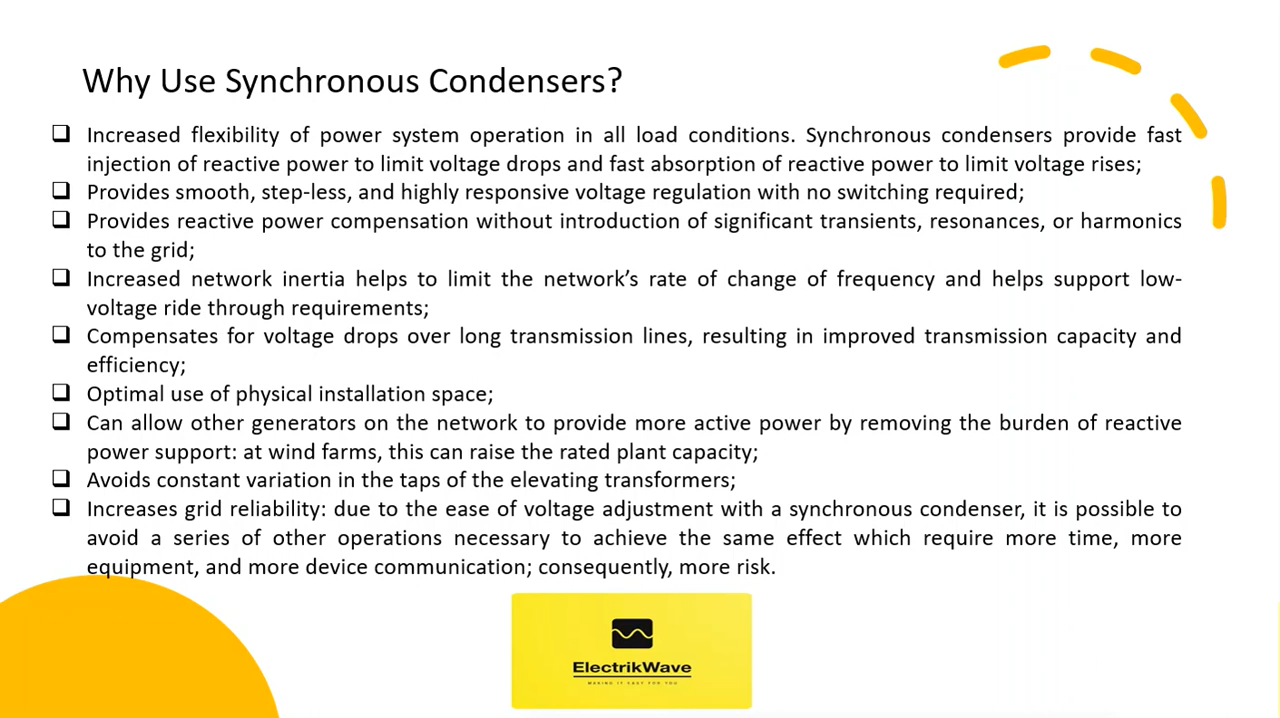 Why Use Synchronous Condensers?
❑ Increased flexibility of power system operation in all load conditions. Synchronous condensers provide fast
injection of reactive power to limit voltage drops and fast absorption of reactive power to limit voltage rises;
❑ Provides smooth, step-less, and highly responsive voltage regulation with no switching required;
❑ Provides reactive power compensation without introduction of significant transients, resonances, or harmonics
to the grid;
❑ Increased network inertia helps to limit the network’s rate of change of frequency and helps support low-
voltage ride through requirements;
❑ Compensates for voltage drops over long transmission lines, resulting in improved transmission capacity and
efficiency;
❑ Optimal use of physical installation space;
❑ Can allow other generators on the network to provide more active power by removing the burden of reactive
power support: at wind farms, this can raise the rated plant capacity;
❑ Avoids constant variation in the taps of the elevating transformers;
❑ Increases grid reliability: due to the ease of voltage adjustment with a synchronous condenser, it is possible to
avoid a series of other operations necessary to achieve the same effect which require more time, more
equipment, and more device communication; consequently, more risk.
ElectrikWave
MAKING IT EASY FOR YOU